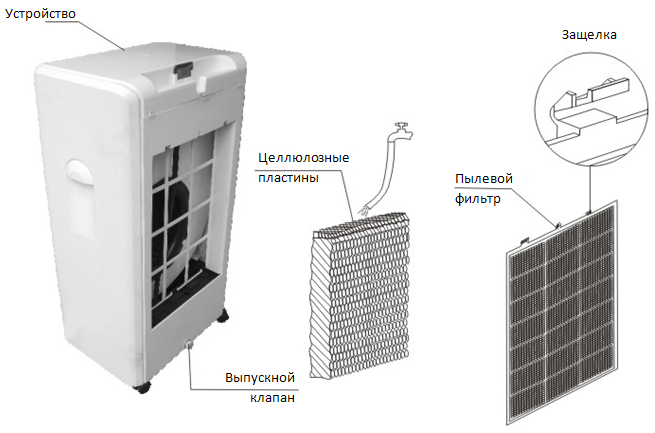 Устройство
Защелка
Целлюлозные
пластины
Пылевой
фильтр
Выпускной
клапан